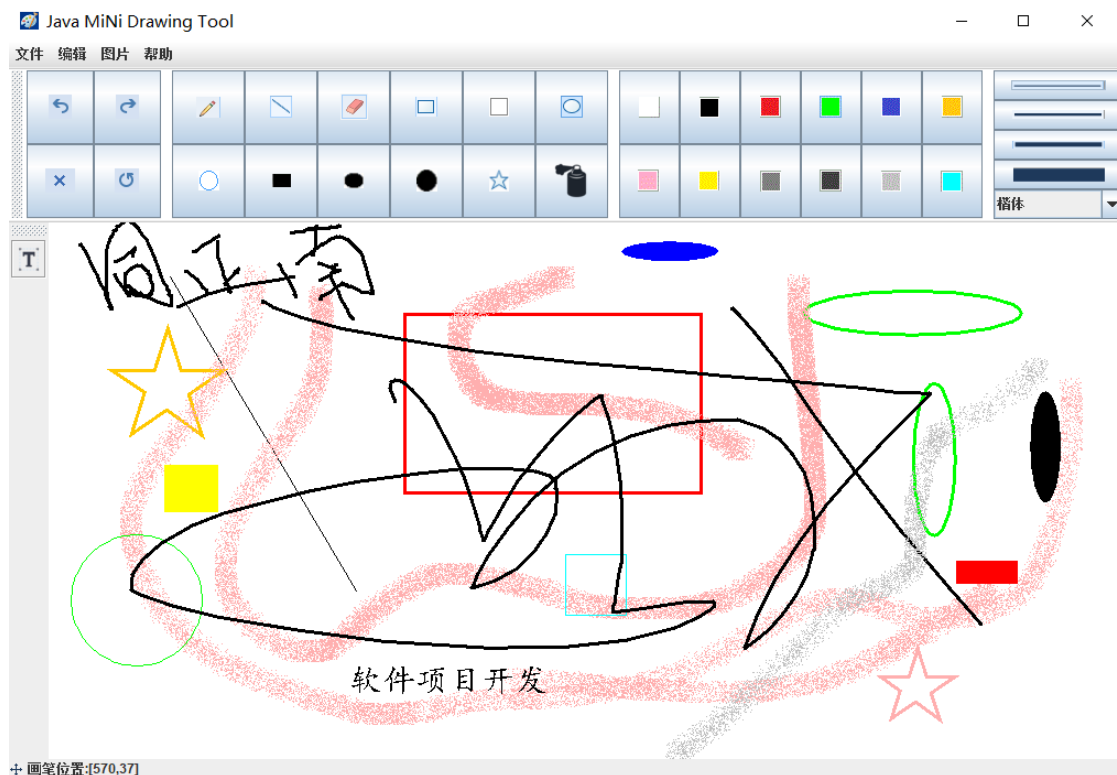 Java MiNi Drawing Tool
文件 编辑 图片 帮助
楷体
T
软件项目开发
画笔位置:[570,37]